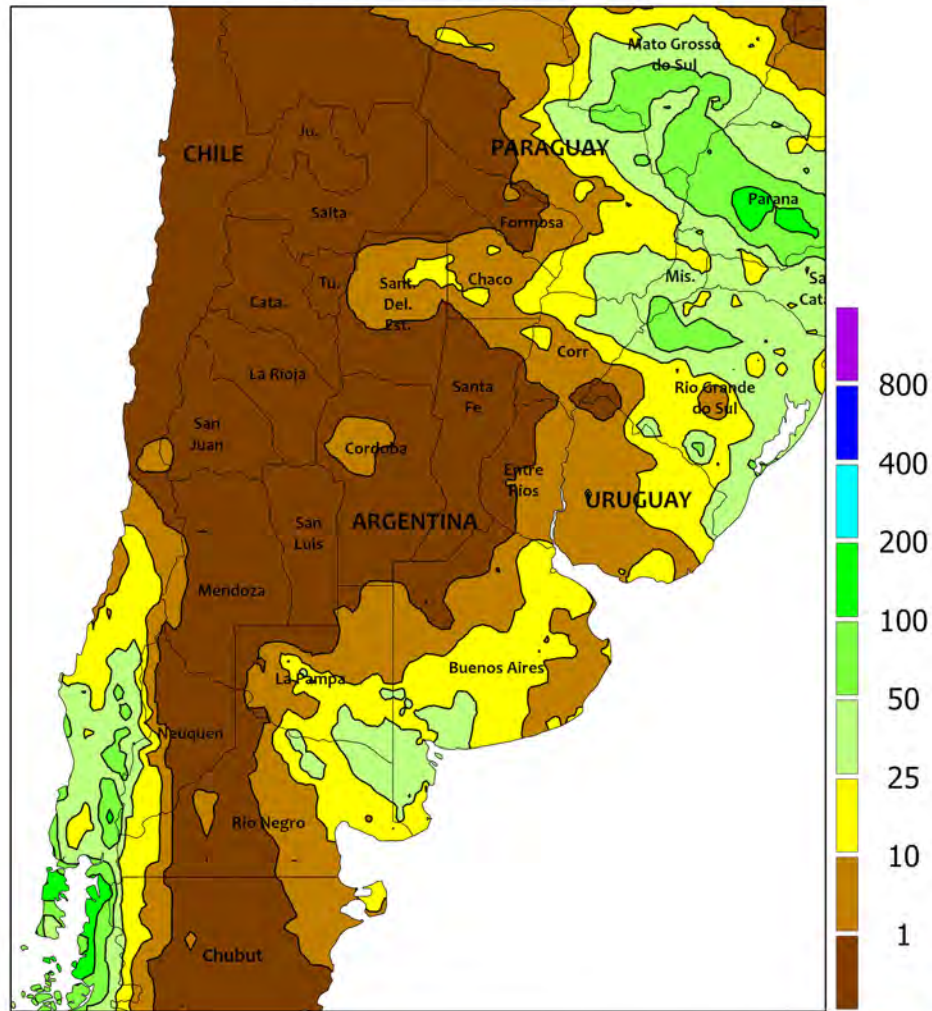 Mato Grosso
do Sul
Ju.
CHILE
PARAGUAY
Parana
Salta
Formosa
Mis.
Sa
Cat.
Chaco
Tu.
Sant.
Del.
Est.
Cata.
Corr
La Rioja
Santa
Fe
Rio Grande
do Sul
San
Juan
Cordoba
Entre
Rios
URUGUAY
San
Luis
ARGENTINA
Mendoza
Buenos Aires
La Pampa
Neuquen
Rio Negro
Chubut
800
400
200
100
50
25
10
1